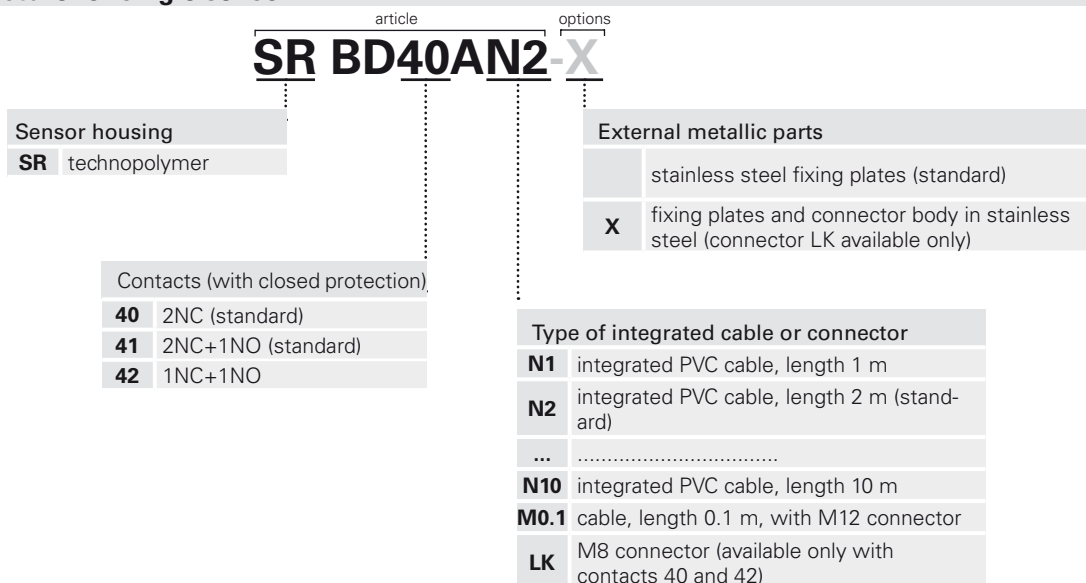 article
options
SR BD40AN2-X
Sensor housing
SR technopolymer
External metallic parts
stainless steel fixing plates (standard)
X fixing plates and connector body in stainless
steel (connector LK available only)
Contacts (with closed protection)
40 2NC (standard)
41 2NC+1NO (standard)
42 1NC+1NO
Type of integrated cable or connector
N1 integrated PVC cable, length 1 m
N2 integrated PVC cable, length 2 m (stand-
ard)
... ..................................
N10 integrated PVC cable, length 10 m
M0.1 cable, length 0.1 m, with M12 connector
LK M8 connector (available only with
contacts 40 and 42)